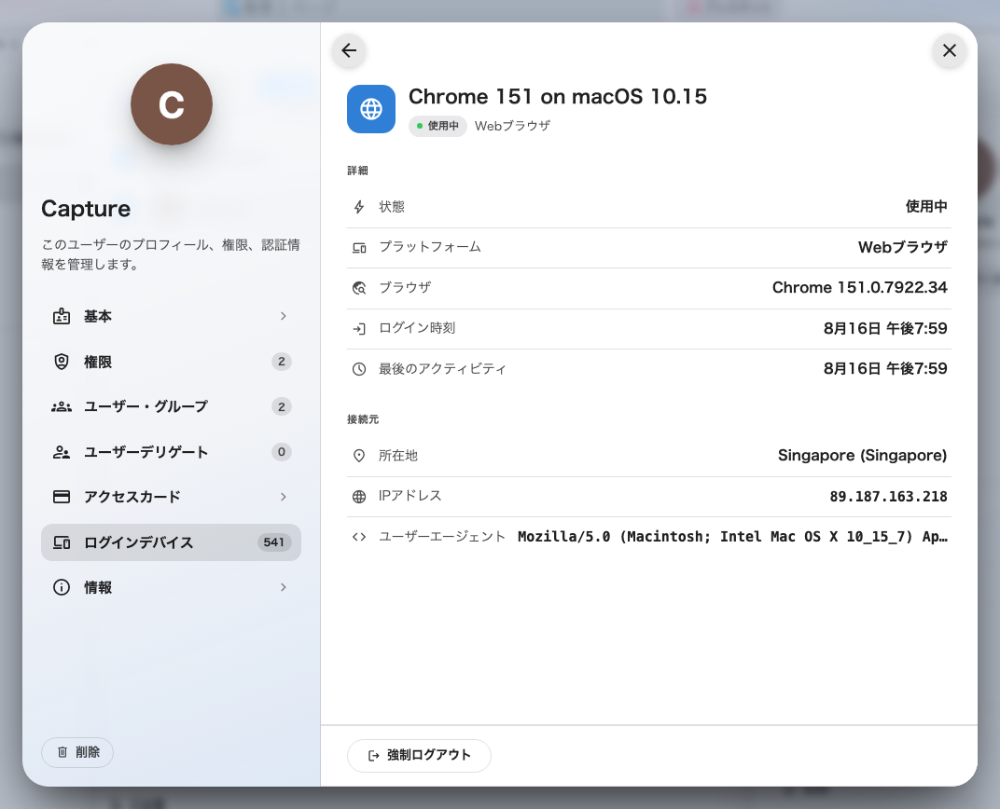 C
Capture
このユーザーのプロフィール、権限、認証情
報を管理します。
基本
権限 2
ユーザー・グループ 2
ユーザーデリゲート 0
アクセスカード
ログインデバイス 541
情報
削除
Chrome 151 on macOS 10.15
使用中 Webブラウザ
詳細
状態 使用中
プラットフォーム Webブラウザ
ブラウザ Chrome 151.0.7922.34
ログイン時刻 8月16日 午後7:59
最後のアクティビティ 8月16日 午後7:59
接続元
所在地 Singapore (Singapore)
IPアドレス 89.187.163.218
ユーザーエージェント Mozilla/5.0 (Macintosh; Intel Mac OS X 10_15_7) Ap…
強制ログアウト